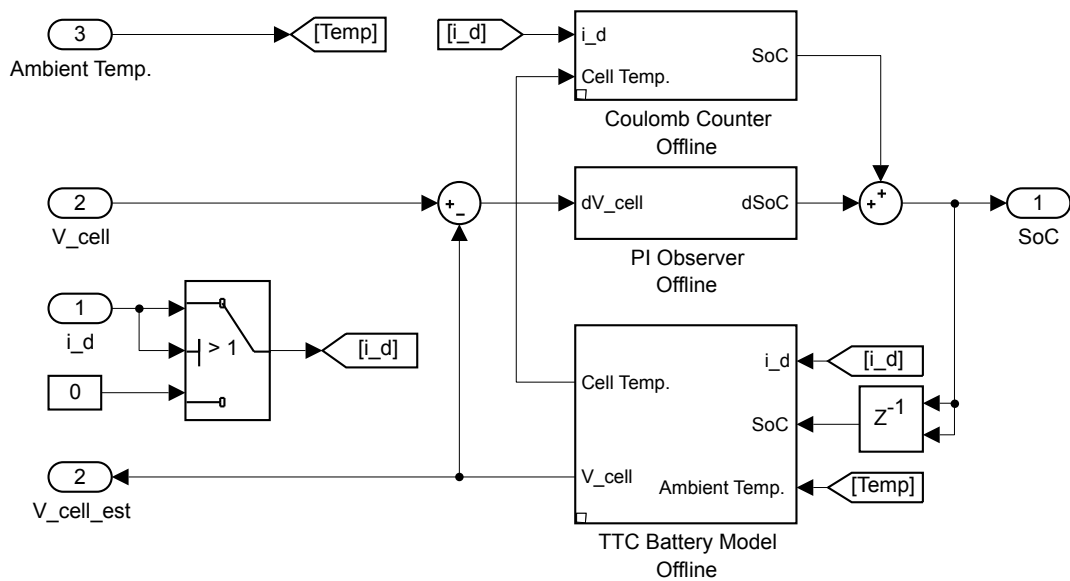 3
[Temp]
Ambient Temp.
[i_d]
i_d
SoC
Cell Temp.
Coulomb Counter
Offline
2
V_cell
+
−
dV_cell
dSoC
+
+
1
SoC
PI Observer
Offline
1
i_d
> 1
[i_d]
0
Cell Temp.
i_d
[i_d]
SoC
Z-1
2
V_cell_est
V_cell
Ambient Temp.
[Temp]
TTC Battery Model
Offline